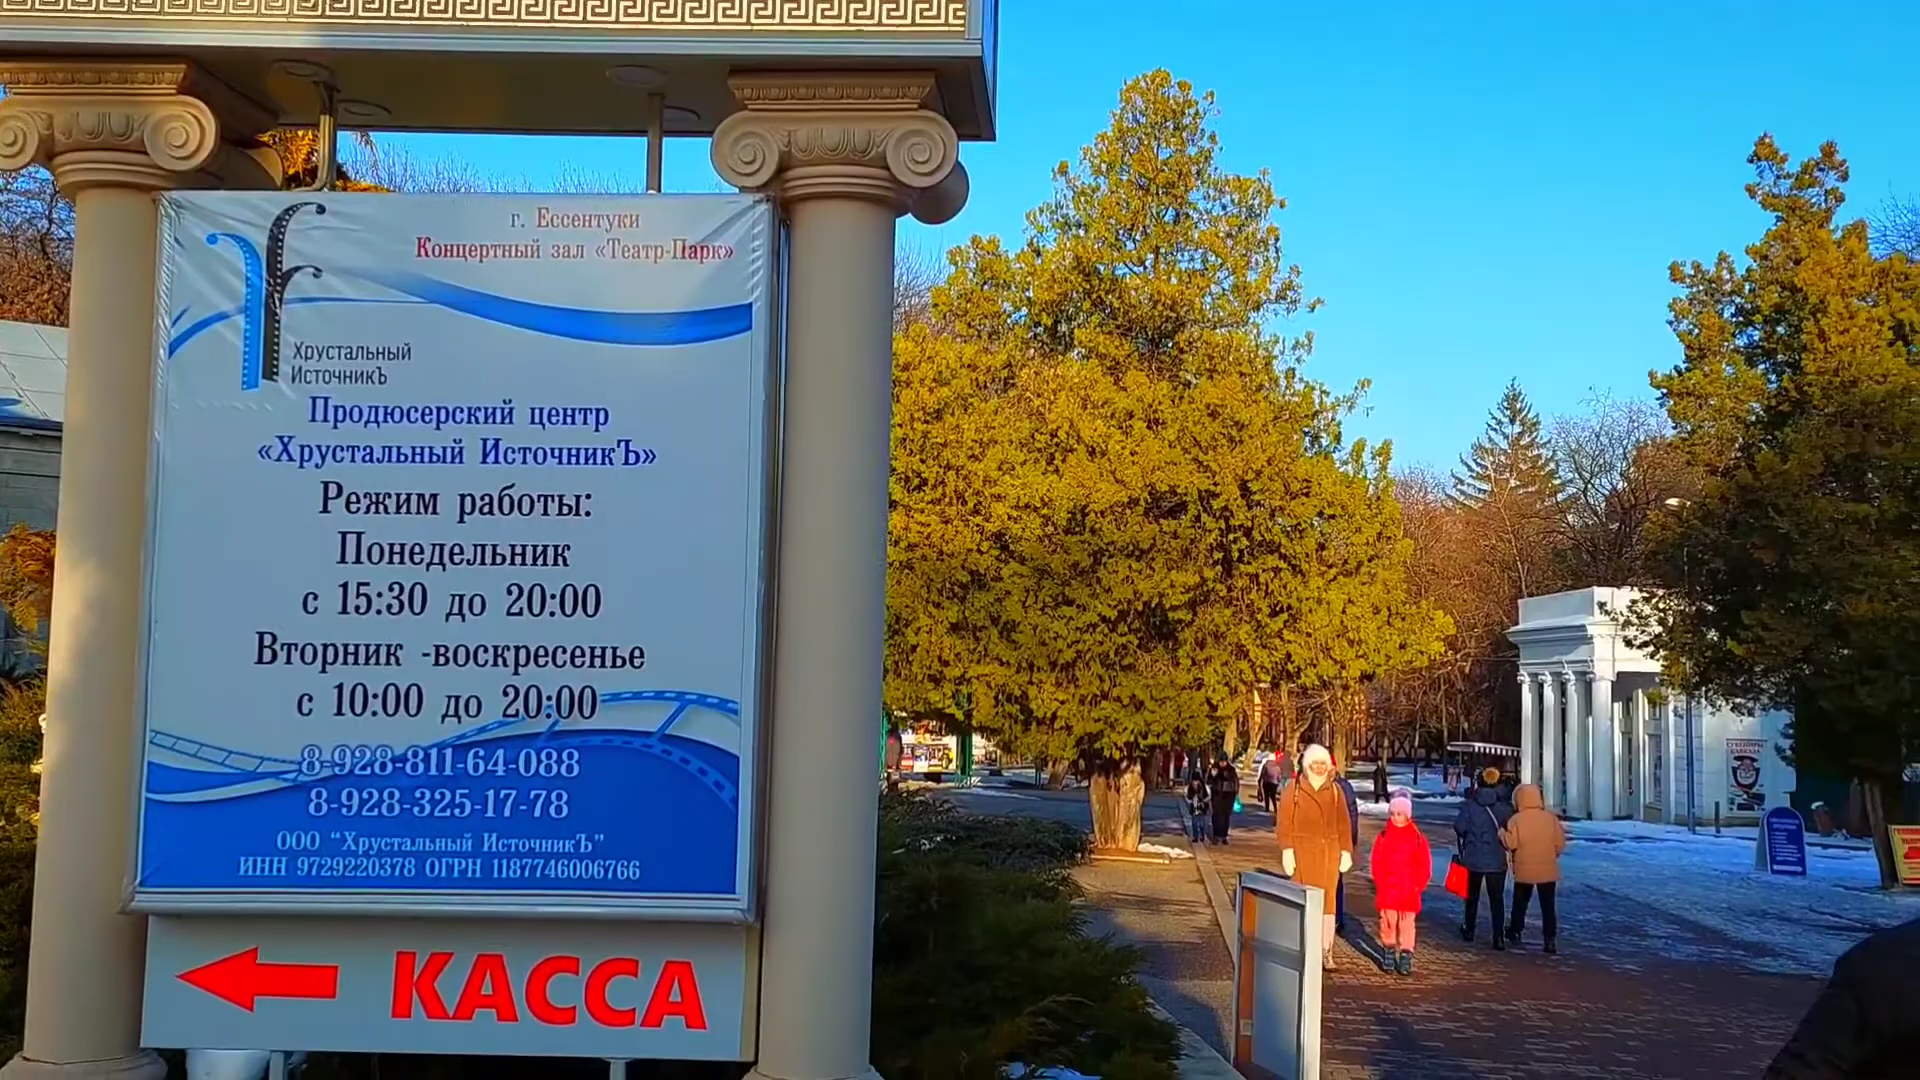 г. Ессентуки
Концертный зал «Театр-Парк»
Хрустальный
ИсточникЪ
Продюсерский центр
«Хрустальный ИсточникЪ»
Режим работы:
Понедельник
с 15:30 до 20:00
Вторник -воскресенье
с 10:00 до 20:00
8-928-811-64-088
8-928-325-17-78
ООО "Хрустальный ИсточникЪ"
ИНН 9729220378 ОГРН 1187746006766
КАССА
СУВЕНИРЫ
КАВКАЗА